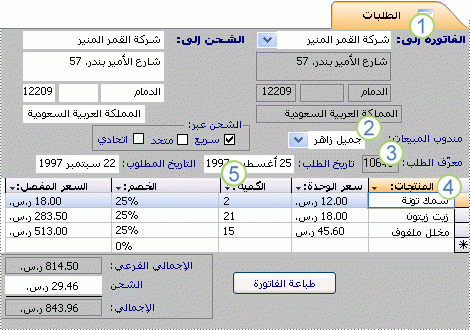 1
الطلبات
الفاتورة إلى: شركة القمر المنير الشحن إلى: شركة القمر المنير
شارع الأمير بندر. 57 شارع الأمير بندر. 57
الدمام 12209 الدمام 12209
المملكة العربية السعودية المملكة العربية السعودية
مندوب المبيعات: جميل زاهر 2 الشحن عبر: سريع متحد اتحادي
معرّف الطلب: 3 تاريخ الطلب: 25 أغسطس 1997 التاريخ المطلوب: 22 سبتمبر 1997
4 المنتجات: سعر الوحدة: 5 الكمية: الخصم: السعر المفصل:
سمك تونة 12.00 ر.س. 2 25% 18.00 ر.س.
زيت زيتون 18.00 ر.س. 21 25% 283.50 ر.س.
مخلل ملفوف 45.60 ر.س. 15 25% 513.00 ر.س.
0%
الإجمالي الفرعي: 814.50 ر.س.
الشحن 29.46 ر.س.
الإجمالي: 843.96 ر.س.
طباعة الفاتورة